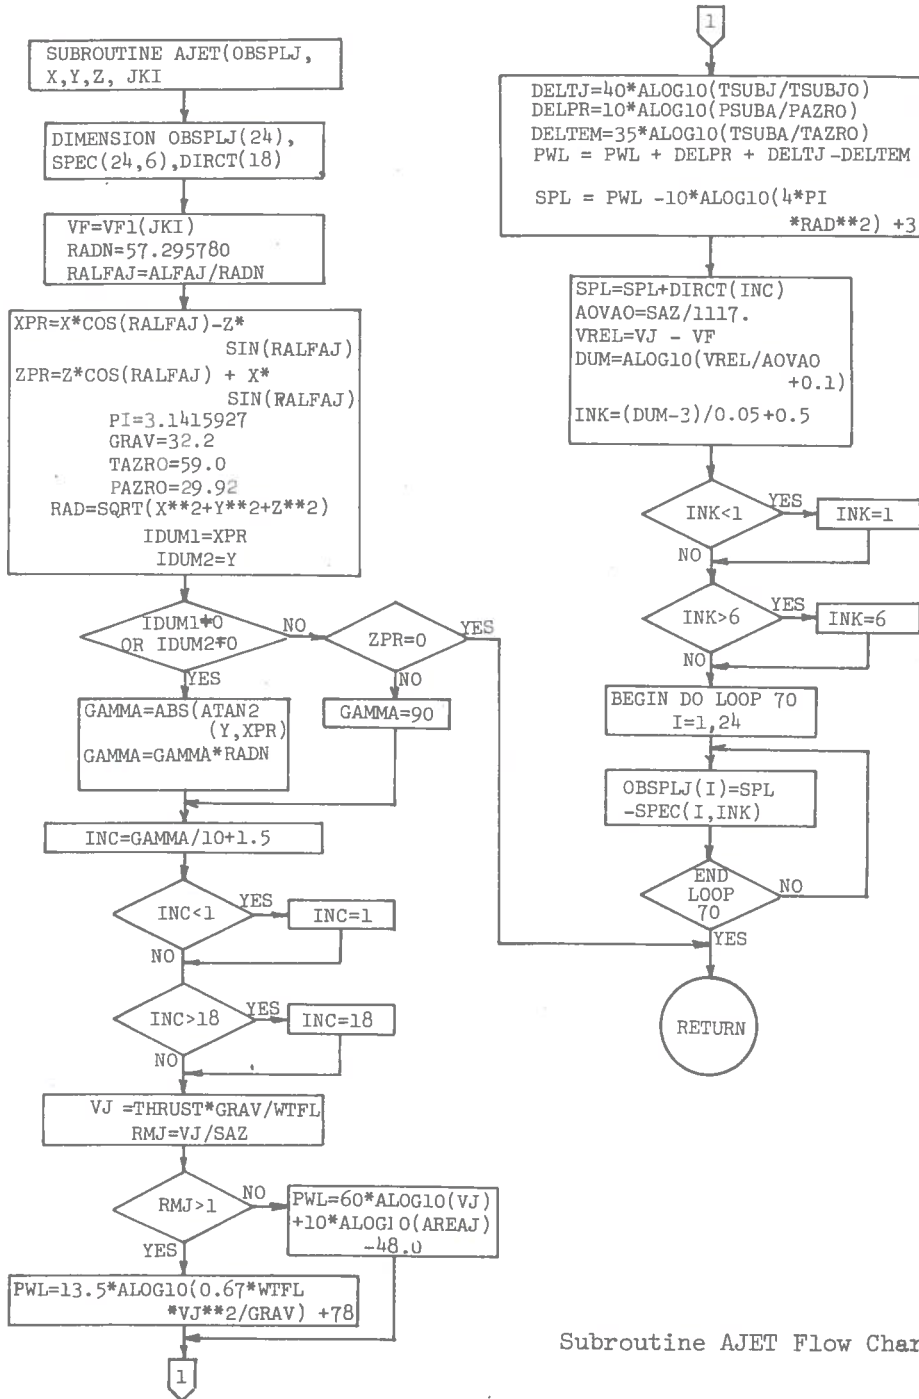 SUBROUTINE AJET(OBSPLJ,
X,Y,Z, JKI
DIMENSION OBSPLJ(24),
SPEC(24,6),DIRCT(18)
VF=VF1(JKI)
RADN=57.295780
RALFAJ=ALFAJ/RADN
XPR=X*COS(RALFAJ)-Z*
SIN(RALFAJ)
ZPR=Z*COS(RALFAJ) + X*
SIN(RALFAJ)
PI=3.1415927
GRAV=32.2
TAZRO=59.0
PAZRO=29.92
RAD=SQRT(X**2+Y**2+Z**2)
IDUM1=XPR
IDUM2=Y
IDUM1≠0
OR IDUM2≠0
NO
YES
ZPR=0
YES
NO
GAMMA=ABS(ATAN2
(Y,XPR)
GAMMA=GAMMA*RADN
GAMMA=90
INC=GAMMA/10+1.5
INC<1
YES
INC=1
NO
INC>18
YES
INC=18
NO
VJ =THRUST*GRAV/WTFL
RMJ=VJ/SAZ
RMJ>1
NO
YES
PWL=60*ALOG10(VJ)
+10*ALOG10(AREAJ)
-48.0
PWL=13.5*ALOG10(0.67*WTFL
*VJ**2/GRAV) +78
1
1
DELTJ=40*ALOG10(TSUBJ/TSUBJO)
DELPR=10*ALOG10(PSUBA/PAZRO)
DELTEM=35*ALOG10(TSUBA/TAZRO)
PWL = PWL + DELPR + DELTJ-DELTEM
SPL = PWL -10*ALOG10(4*PI
*RAD**2) +3
SPL=SPL+DIRCT(INC)
AOVAO=SAZ/1117.
VREL=VJ - VF
DUM=ALOG10(VREL/AOVAO
+0.1)
INK=(DUM-3)/0.05+0.5
INK<1
YES
INK=1
NO
INK>6
YES
INK=6
NO
BEGIN DO LOOP 70
I=1,24
OBSPLJ(I)=SPL
-SPEC(I,INK)
END
LOOP
70
NO
YES
RETURN
Subroutine AJET Flow Char